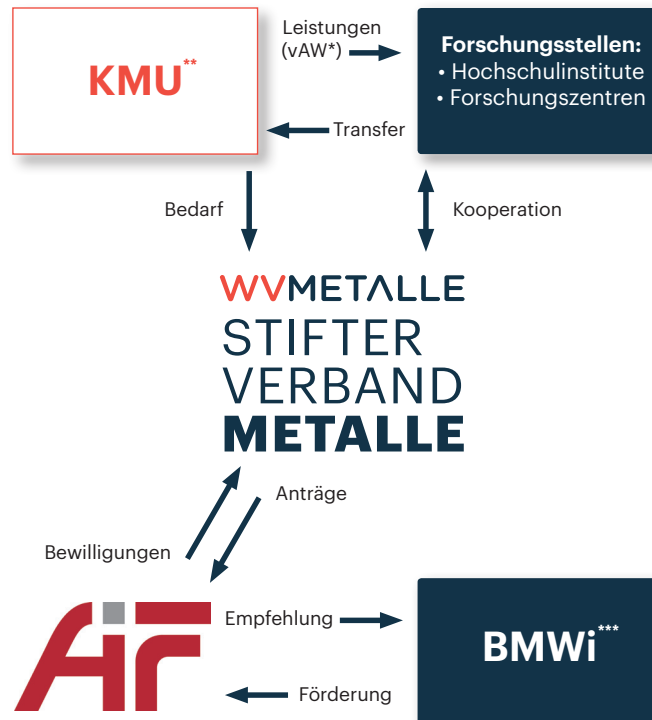 Leistungen
(vAW*)
KMU**
Forschungsstellen:
• Hochschulinstitute
• Forschungszentren
Transfer
Bedarf
Kooperation
WVMETALLE
STIFTER
VERBAND
METALLE
Anträge
Bewilligungen
AiF
Empfehlung
BMWi***
Förderung